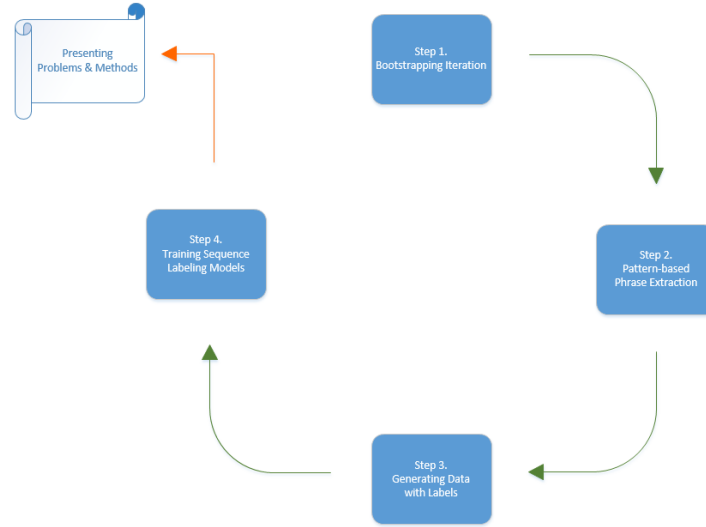 Presenting
Problems & Methods
Step 1.
Bootstrapping Iteration
Step 2.
Pattern-based
Phrase Extraction
Step 3.
Generating Data
with Labels
Step 4.
Training Sequence
Labeling Models